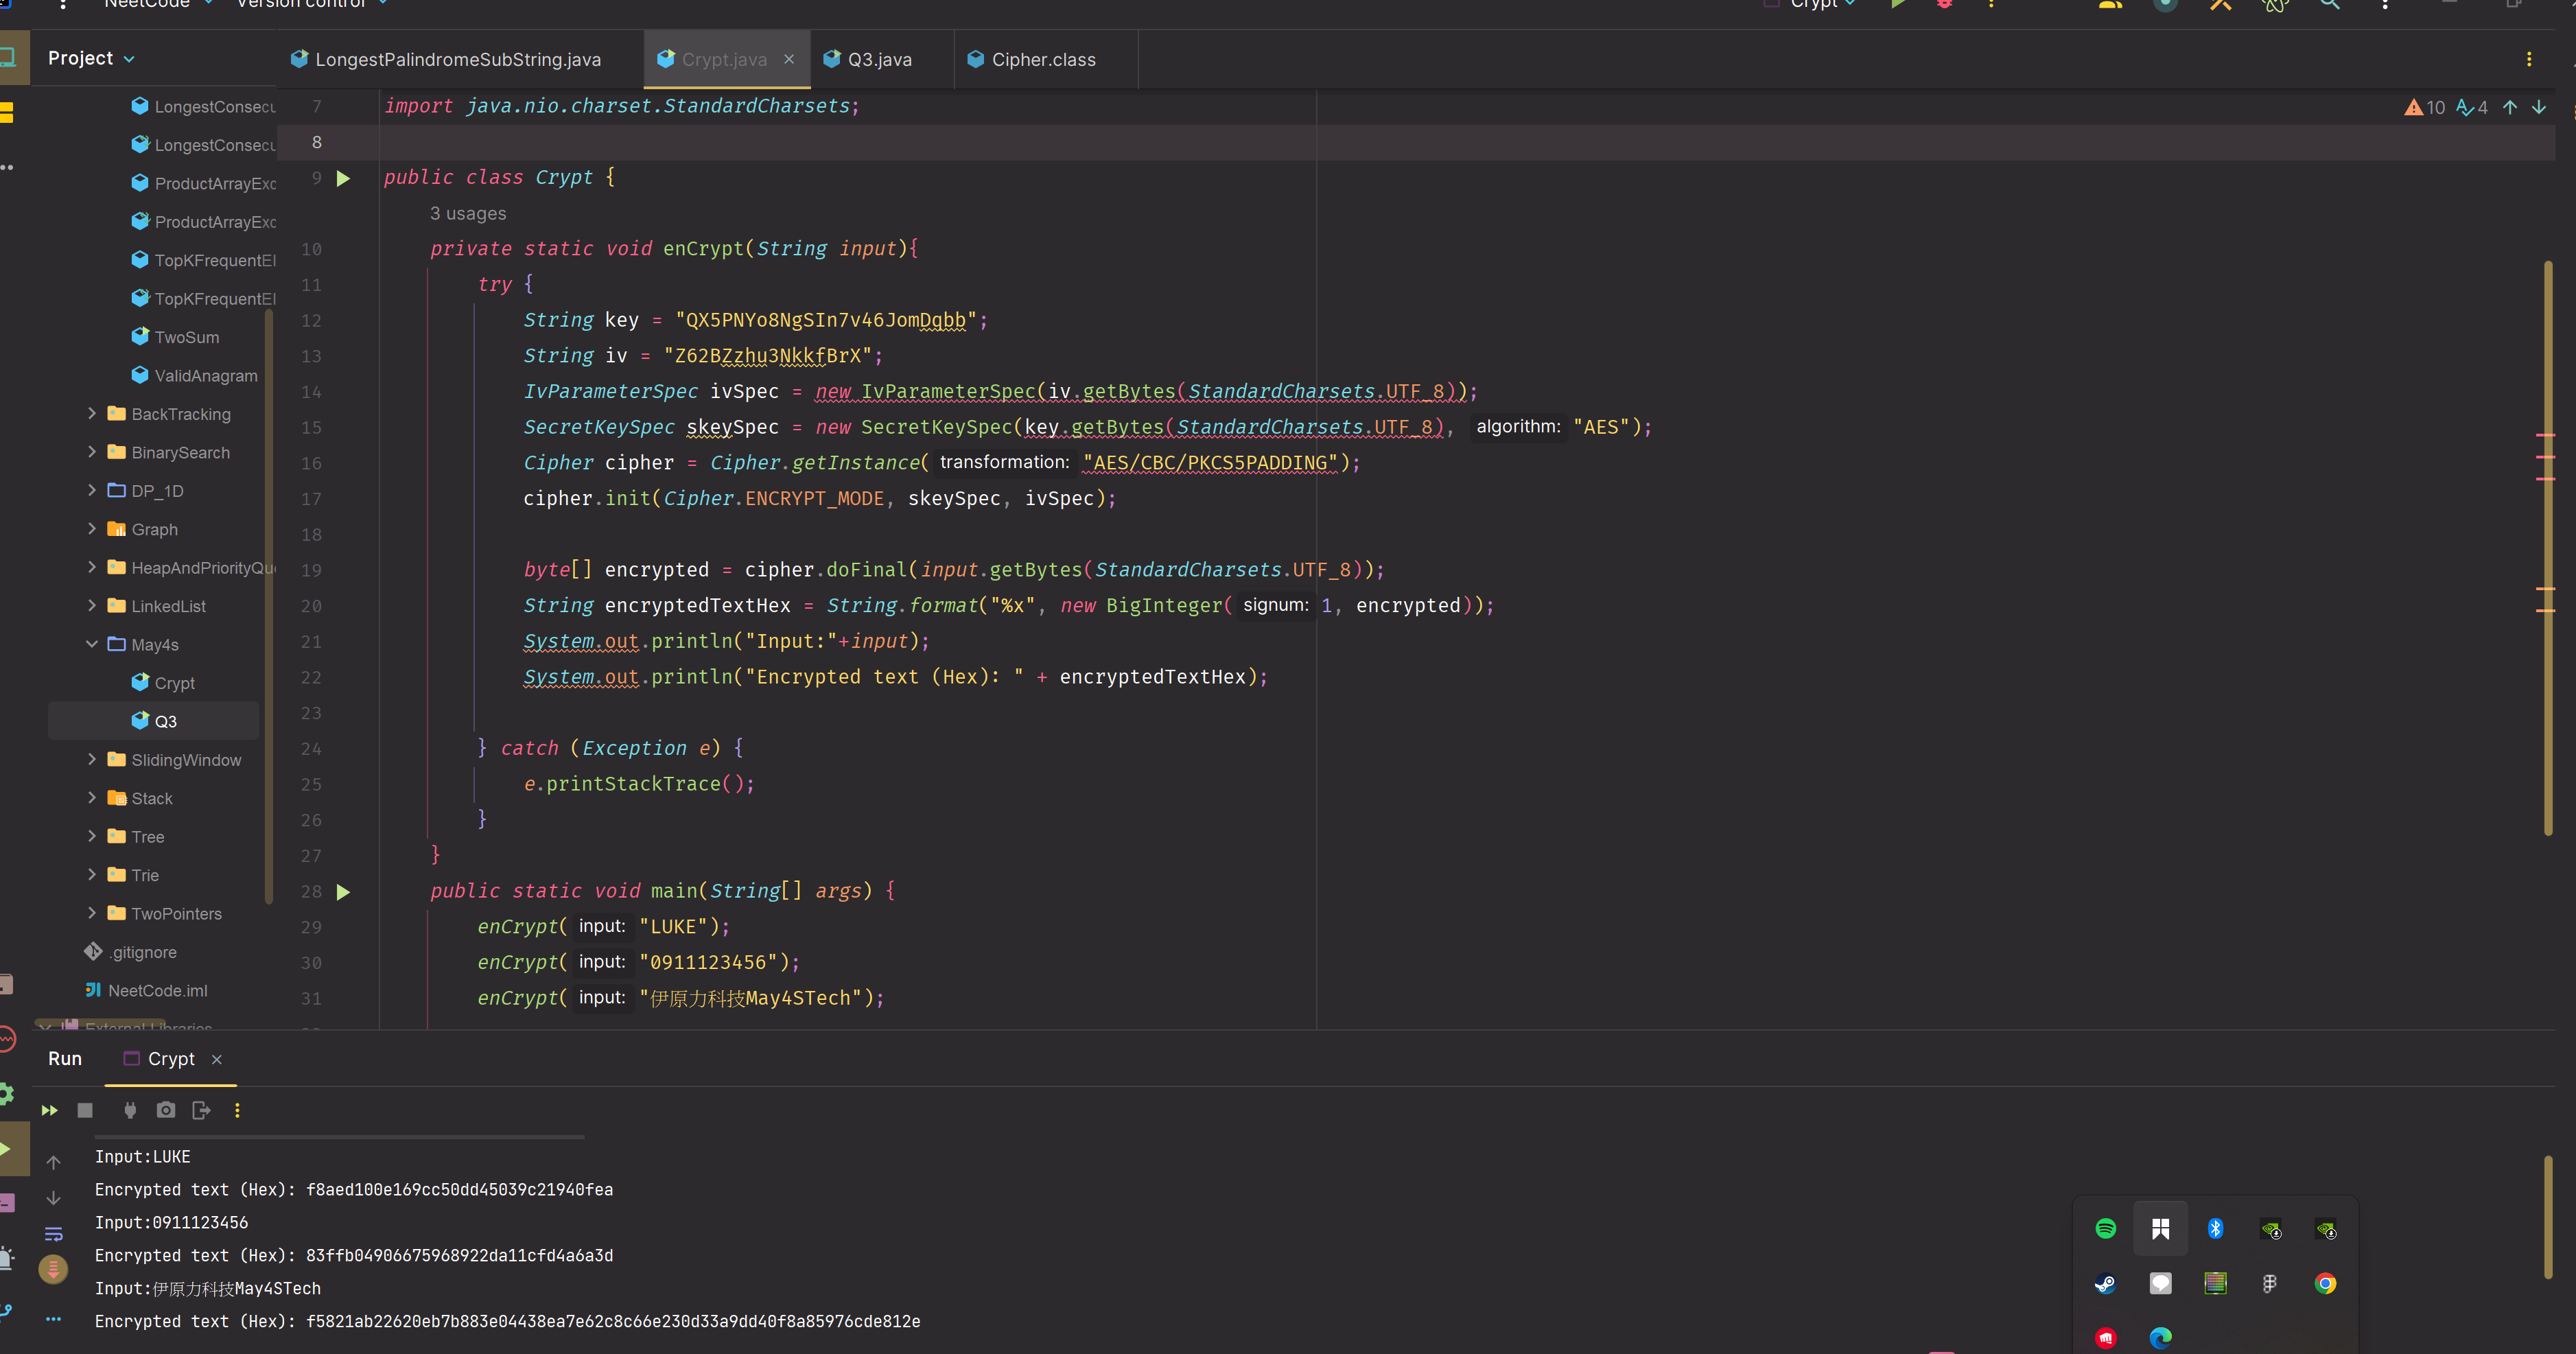 NeetCode Version control Crypt
Project LongestPalindromeSubString.java Crypt.java Q3.java Cipher.class
LongestConsecu
LongestConsecu
ProductArrayExc
ProductArrayExc
TopKFrequentEl
TopKFrequentEl
TwoSum
ValidAnagram
BackTracking
BinarySearch
DP_1D
Graph
HeapAndPriorityQue
LinkedList
May4s
Crypt
Q3
SlidingWindow
Stack
Tree
Trie
TwoPointers
.gitignore
NeetCode.iml
External Libraries
10 4
7 import java.nio.charset.StandardCharsets;
8
9 public class Crypt {
3 usages
10 private static void enCrypt(String input){
11 try {
12 String key = "QX5PNYo8NgSIn7v46JomDqbb";
13 String iv = "Z62BZzhu3NkkfBrX";
14 IvParameterSpec ivSpec = new IvParameterSpec(iv.getBytes(StandardCharsets.UTF_8));
15 SecretKeySpec skeySpec = new SecretKeySpec(key.getBytes(StandardCharsets.UTF_8), algorithm: "AES");
16 Cipher cipher = Cipher.getInstance( transformation: "AES/CBC/PKCS5PADDING");
17 cipher.init(Cipher.ENCRYPT_MODE, skeySpec, ivSpec);
18
19 byte[] encrypted = cipher.doFinal(input.getBytes(StandardCharsets.UTF_8));
20 String encryptedTextHex = String.format("%x", new BigInteger( signum: 1, encrypted));
21 System.out.println("Input:"+input);
22 System.out.println("Encrypted text (Hex): " + encryptedTextHex);
23
24 } catch (Exception e) {
25 e.printStackTrace();
26 }
27 }
28 public static void main(String[] args) {
29 enCrypt( input: "LUKE");
30 enCrypt( input: "0911123456");
31 enCrypt( input: "伊原力科技May4STech");
Run Crypt
Input:LUKE
Encrypted text (Hex): f8aed100e169cc50dd45039c21940fea
Input:0911123456
Encrypted text (Hex): 83ffb04906675968922da11cfd4a6a3d
Input:伊原力科技May4STech
Encrypted text (Hex): f5821ab22620eb7b883e04438ea7e62c8c66e230d33a9dd40f8a85976cde812e